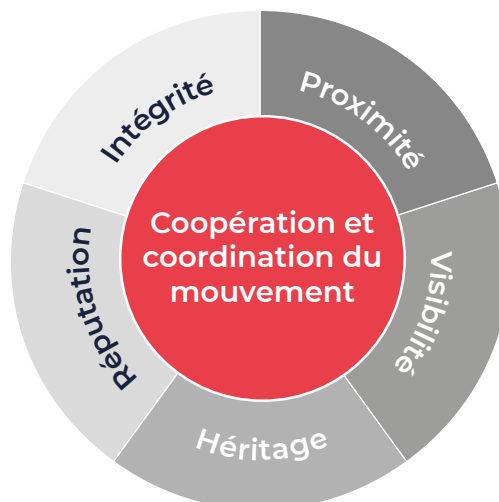 Coopération et
coordination du
mouvement
Proximité
Visibilité
Héritage
Réputation
Intégrité